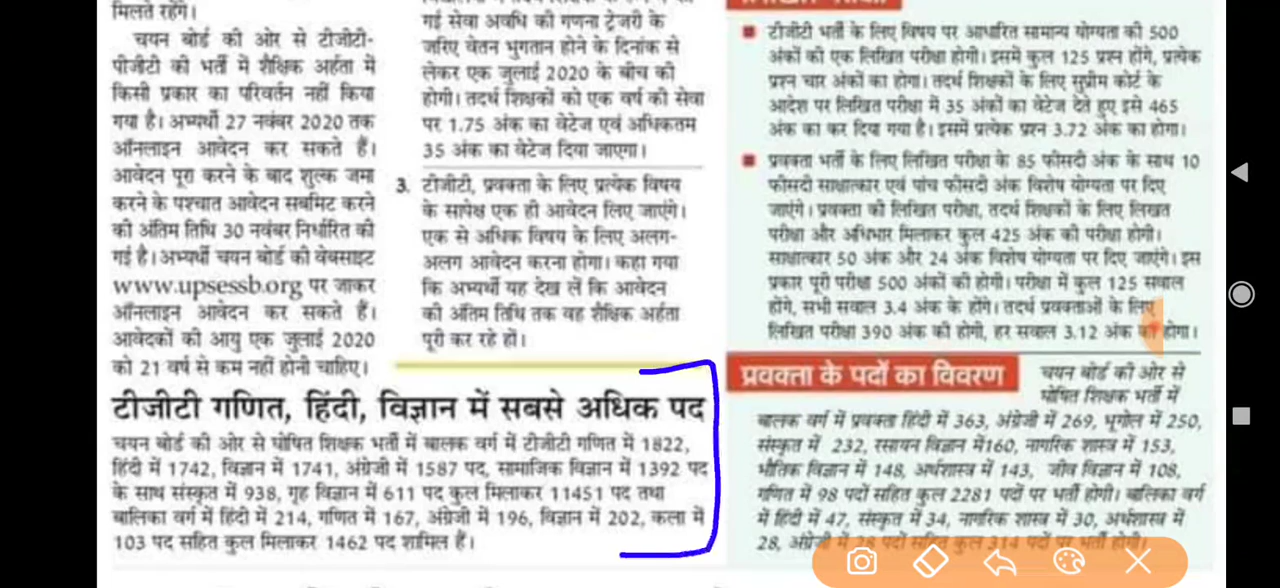 मिलते रहेंगे।
चयन बोर्ड की ओर से टीजीटी-
पीजीटी की भर्ती में शैक्षिक अर्हता में
किसी प्रकार का परिवर्तन नहीं किया
गया है। अभ्यर्थी 27 नवंबर 2020 तक
ऑनलाइन आवेदन कर सकते हैं।
आवेदन पूरा करने के बाद शुल्क जमा
करने के पश्चात आवेदन सबमिट करने
की अंतिम तिथि 30 नवंबर निर्धारित की
गई है। अभ्यर्थी चयन बोर्ड की वेबसाइट
www.upsessb.org पर जाकर
ऑनलाइन आवेदन कर सकते हैं।
आवेदकों की आयु एक जुलाई 2020
को 21 वर्ष से कम नहीं होनी चाहिए।
गई सेवा अवधि की गणना ट्रेजरी के
जरिए वेतन भुगतान होने के दिनांक से
लेकर एक जुलाई 2020 के बीच की
होगी। तदर्थ शिक्षकों को एक वर्ष की सेवा
पर 1.75 अंक का वेटेज एवं अधिकतम
35 अंक का वेटेज दिया जाएगा।
3. टीजीटी, प्रवक्ता के लिए प्रत्येक विषय
के सापेक्ष एक ही आवेदन लिए जाएंगे।
एक से अधिक विषय के लिए अलग-
अलग आवेदन करना होगा। कहा गया
कि अभ्यर्थी यह देख लें कि आवेदन
की अंतिम तिथि तक वह शैक्षिक अर्हता
पूरी कर रहे हों।
टीजीटी गणित, हिंदी, विज्ञान में सबसे अधिक पद
चयन बोर्ड की ओर से घोषित शिक्षक भर्ती में बालक वर्ग में टीजीटी गणित में 1822,
हिंदी में 1742, विज्ञान में 1741, अंग्रेजी में 1587 पद, सामाजिक विज्ञान में 1392 पद
के साथ संस्कृत में 938, गृह विज्ञान में 611 पद कुल मिलाकर 11451 पद तथा
बालिका वर्ग में हिंदी में 214, गणित में 167, अंग्रेजी में 196, विज्ञान में 202, कला में
103 पद सहित कुल मिलाकर 1462 पद शामिल हैं।
टीजीटी भर्ती के लिए विषय पर आधारित सामान्य योग्यता की 500
अंकों की एक लिखित परीक्षा होगी। इसमें कुल 125 प्रश्न होंगे, प्रत्येक
प्रश्न चार अंकों का होगा। तदर्थ शिक्षकों के लिए सुप्रीम कोर्ट के
आदेश पर लिखित परीक्षा में 35 अंकों का वेटेज देते हुए इसे 465
अंक का कर दिया गया है। इसमें प्रत्येक प्रश्न 3.72 अंक का होगा।
प्रवक्ता भर्ती के लिए लिखित परीक्षा के 85 फीसदी अंक के साथ 10
फीसदी साक्षात्कार एवं पांच फीसदी अंक विशेष योग्यता पर दिए
जाएंगे। प्रवक्ता की लिखित परीक्षा, तदर्थ शिक्षकों के लिए लिखत
परीक्षा और अधिभार मिलाकर कुल 425 अंक की परीक्षा होगी।
साक्षात्कार 50 अंक और 24 अंक विशेष योग्यता पर दिए जाएंगे। इस
प्रकार पूरी परीक्षा 500 अंकों की होगी। परीक्षा में कुल 125 सवाल
होंगे, सभी सवाल 3.4 अंक के होंगे। तदर्थ प्रवक्ताओं के लिए
लिखित परीक्षा 390 अंक की होगी, हर सवाल 3.12 अंक का होगा।
प्रवक्ता के पदों का विवरण
चयन बोर्ड की ओर से
घोषित शिक्षक भर्ती में
बालक वर्ग में प्रवक्ता हिंदी में 363, अंग्रेजी में 269, भूगोल में 250,
संस्कृत में 232, रसायन विज्ञान में160, नागरिक शास्त्र में 153,
भौतिक विज्ञान में 148, अर्थशास्त्र में 143, जीव विज्ञान में 108,
गणित में 98 पदों सहित कुल 2281 पदों पर भर्ती होगी। बालिका वर्ग
में हिंदी में 47, संस्कृत में 34, नागरिक शास्त्र में 30, अर्थशास्त्र में
28, अंग्रेजी में 28 पदों सहित कुल 314 पदों पर भर्ती होगी।